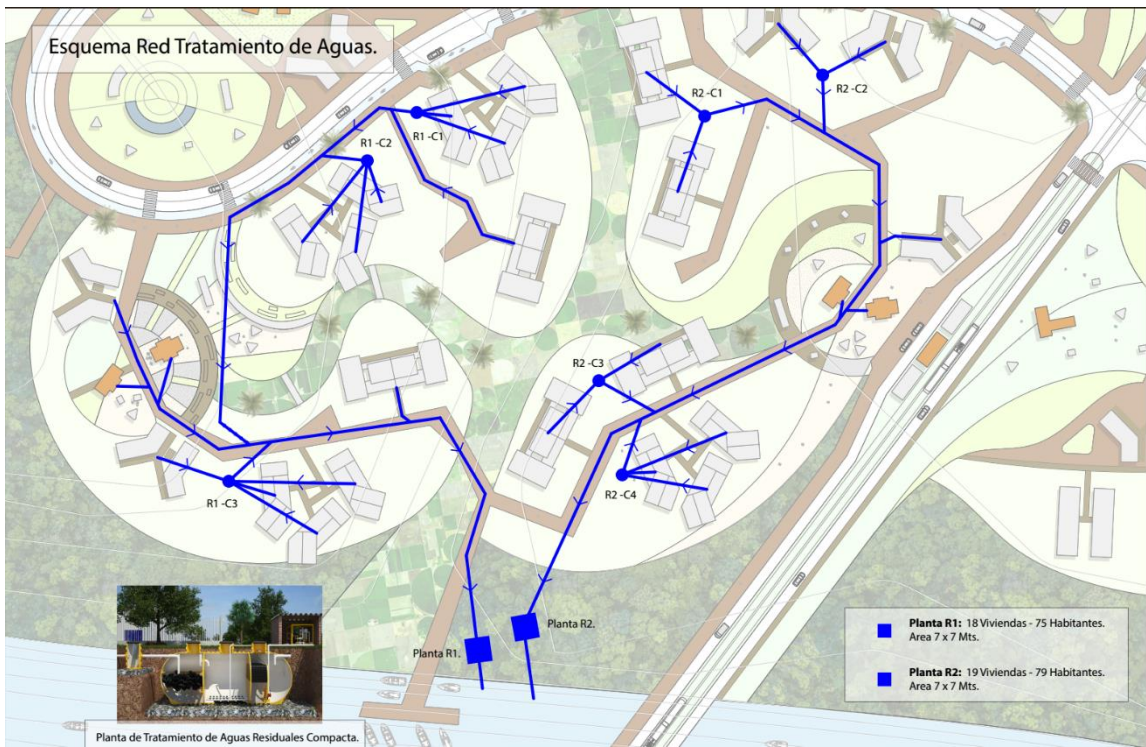 Esquema Red Tratamiento de Aguas.
R2 -C1
R2 -C2
R1 -C1
R1 -C2
R2 -C3
R2 -C4
R1 -C3
Planta R1.
Planta R2.
Planta R1: 18 Viviendas - 75 Habitantes.
Area 7 x 7 Mts.
Planta R2: 19 Viviendas - 79 Habitantes.
Area 7 x 7 Mts.
Planta de Tratamiento de Aguas Residuales Compacta.